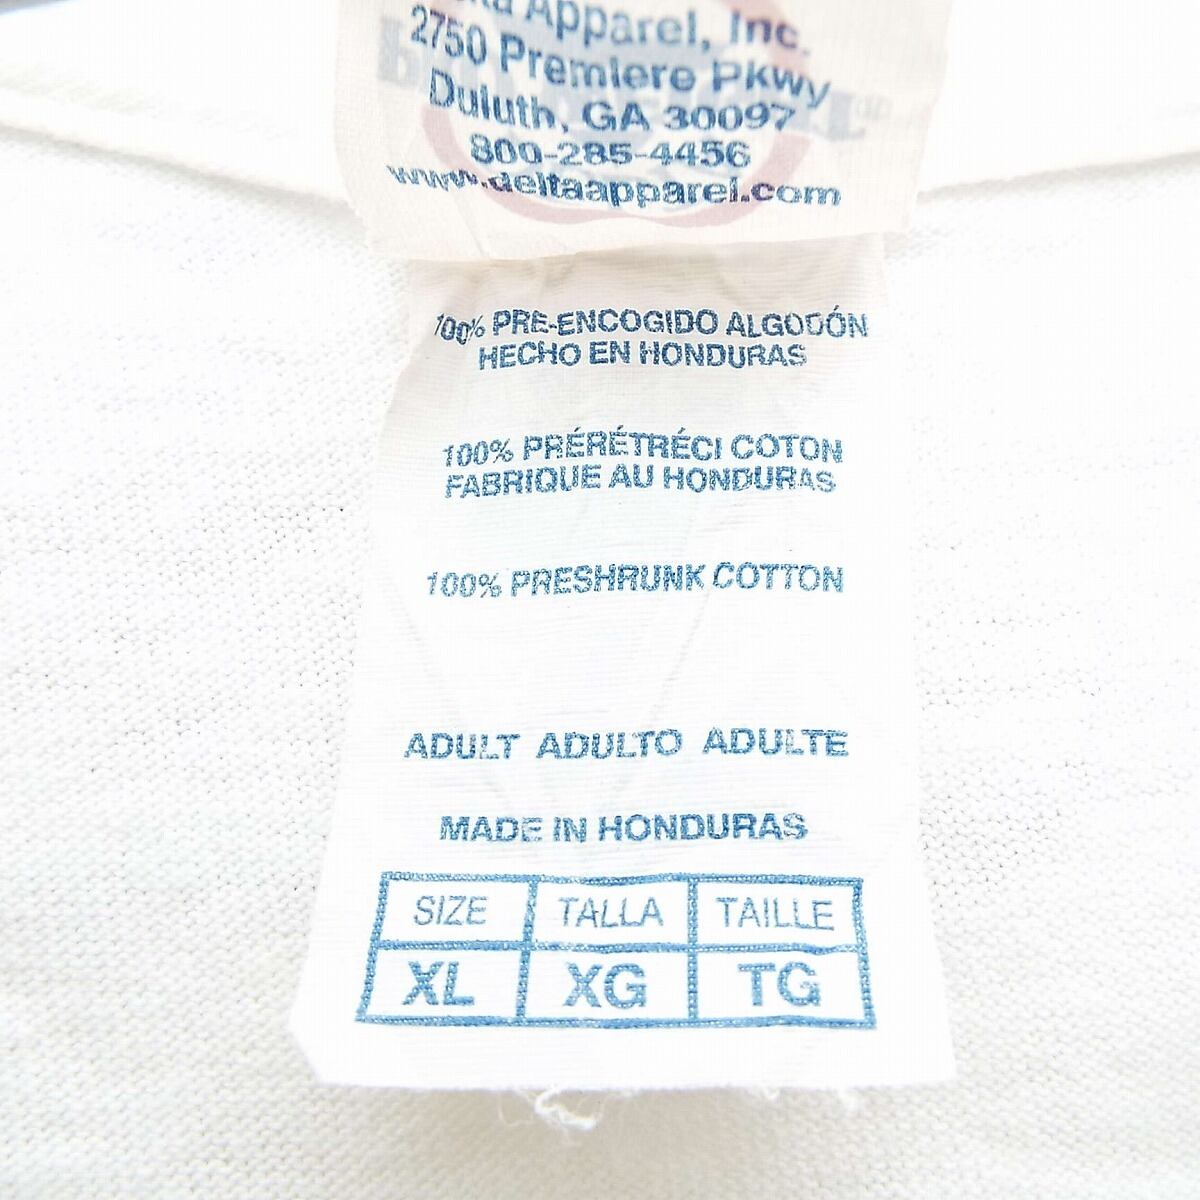 Apparel, Inc.
2750 Premiere Pkwy
Duluth, GA 30097
800-285-4456
www.deltaapparel.com
100% PRE-ENCOGIDO ALGODÓN
HECHO EN HONDURAS
100% PRÉRÉTRÉCI COTON
FABRIQUE AU HONDURAS
100% PRESHRUNK COTTON
ADULT ADULTO ADULTE
MADE IN HONDURAS
SIZE TALLA TAILLE
XL XG TG